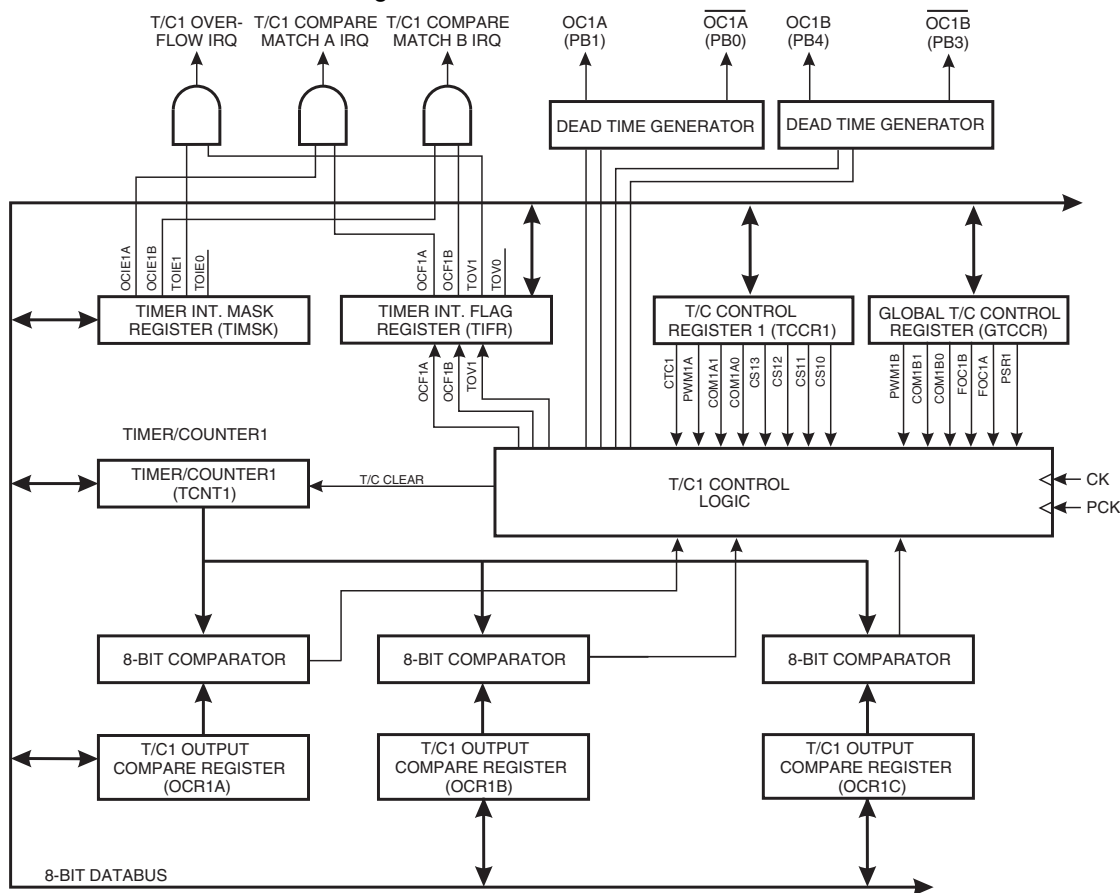 T/C1 OVER-
FLOW IRQ
T/C1 COMPARE
MATCH A IRQ
T/C1 COMPARE
MATCH B IRQ
OC1A
(PB1)
OC1A
(PB0)
OC1B
(PB4)
OC1B
(PB3)
DEAD TIME GENERATOR
DEAD TIME GENERATOR
OCIE1A
OCIE1B
TOIE1
TOIE0
OCF1A
OCF1B
TOV1
TOV0
TIMER INT. MASK
REGISTER (TIMSK)
TIMER INT. FLAG
REGISTER (TIFR)
T/C CONTROL
REGISTER 1 (TCCR1)
GLOBAL T/C CONTROL
REGISTER (GTCCR)
OCF1A
OCF1B
TOV1
CTC1
PWM1A
COM1A1
COM1A0
CS13
CS12
CS11
CS10
PWM1B
COM1B1
COM1B0
FOC1B
FOC1A
PSR1
TIMER/COUNTER1
TIMER/COUNTER1
(TCNT1)
T/C CLEAR
T/C1 CONTROL
LOGIC
CK
PCK
8-BIT COMPARATOR
8-BIT COMPARATOR
8-BIT COMPARATOR
T/C1 OUTPUT
COMPARE REGISTER
(OCR1A)
T/C1 OUTPUT
COMPARE REGISTER
(OCR1B)
T/C1 OUTPUT
COMPARE REGISTER
(OCR1C)
8-BIT DATABUS